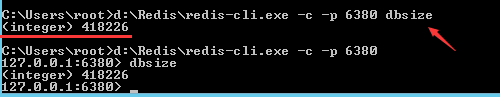 C:\Users\root>d:\Redis\redis-cli.exe -c -p 6380 dbsize
(integer) 418226
C:\Users\root>d:\Redis\redis-cli.exe -c -p 6380
127.0.0.1:6380> dbsize
(integer) 418226
127.0.0.1:6380>